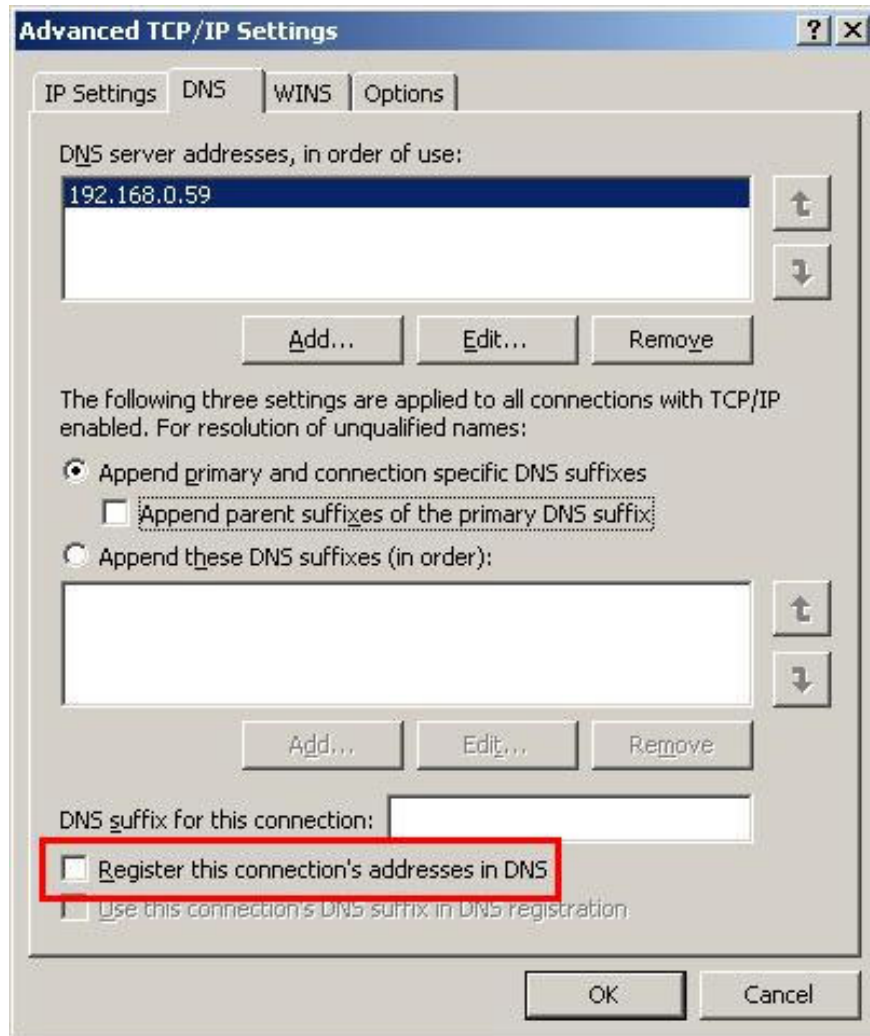 Advanced TCP/IP Settings
IP Settings DNS WINS Options
DNS server addresses, in order of use:
192.168.0.59
Add... Edit... Remove
The following three settings are applied to all connections with TCP/IP
enabled. For resolution of unqualified names:
Append primary and connection specific DNS suffixes
Append parent suffixes of the primary DNS suffix
Append these DNS suffixes (in order):
Add... Edit... Remove
DNS suffix for this connection:
Register this connection's addresses in DNS
Use this connection's DNS suffix in DNS registration
OK Cancel